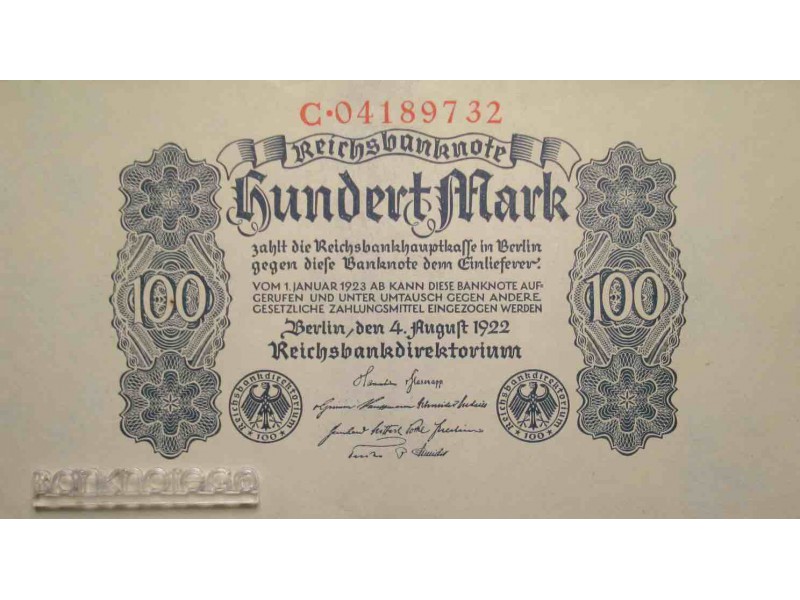 C·04189732
Reichsbanknote
Hundert Mark
zahlt die Reichsbankhauptkasse in Berlin
gegen diese Banknote dem Einlieferer.
VOM 1. JANUAR 1923 AB KANN DIESE BANKNOTE AUF-
GERUFEN UND UNTER UMTAUSCH GEGEN ANDERE
GESETZLICHE ZAHLUNGSMITTEL EINGEZOGEN WERDEN
100
100
Berlin, den 4. August 1922
Reichsbankdirektorium
Reichsbankdirektorium
100
Reichsbankdirektorium
100